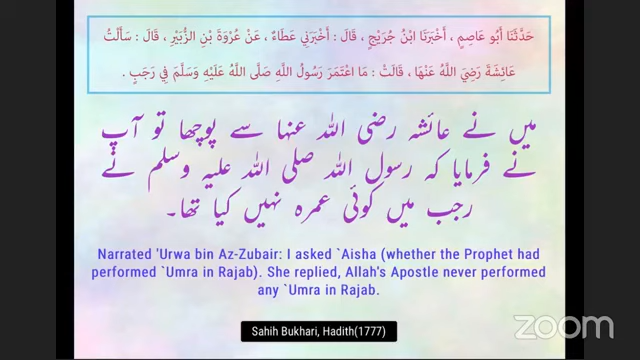 حَدَّثَنَا أَبُو عَاصِمٍ ، أَخْبَرَنَا ابْنُ جُرَيْجٍ ، قَالَ : أَخْبَرَنِي عَطَاءٌ ، عَنْ عُرْوَةَ بْنِ الزُّبَيْرِ ، قَالَ : سَأَلْتُ
عَائِشَةَ رَضِيَ اللَّهُ عَنْهَا ، قَالَتْ : مَا اعْتَمَرَ رَسُولُ اللَّهِ صَلَّى اللَّهُ عَلَيْهِ وَسَلَّمَ فِي رَجَبٍ .
میں نے عائشہ رضی اللہ عنہا سے پوچھا تو آپ
نے فرمایا کہ رسول اللہ صلی اللہ علیہ وسلم نے
رجب میں کوئی عمرہ نہیں کیا تھا۔
Narrated 'Urwa bin Az-Zubair: I asked `Aisha (whether the Prophet had
performed `Umra in Rajab). She replied, Allah's Apostle never performed
any `Umra in Rajab.
Sahih Bukhari, Hadith(1777)
zoom